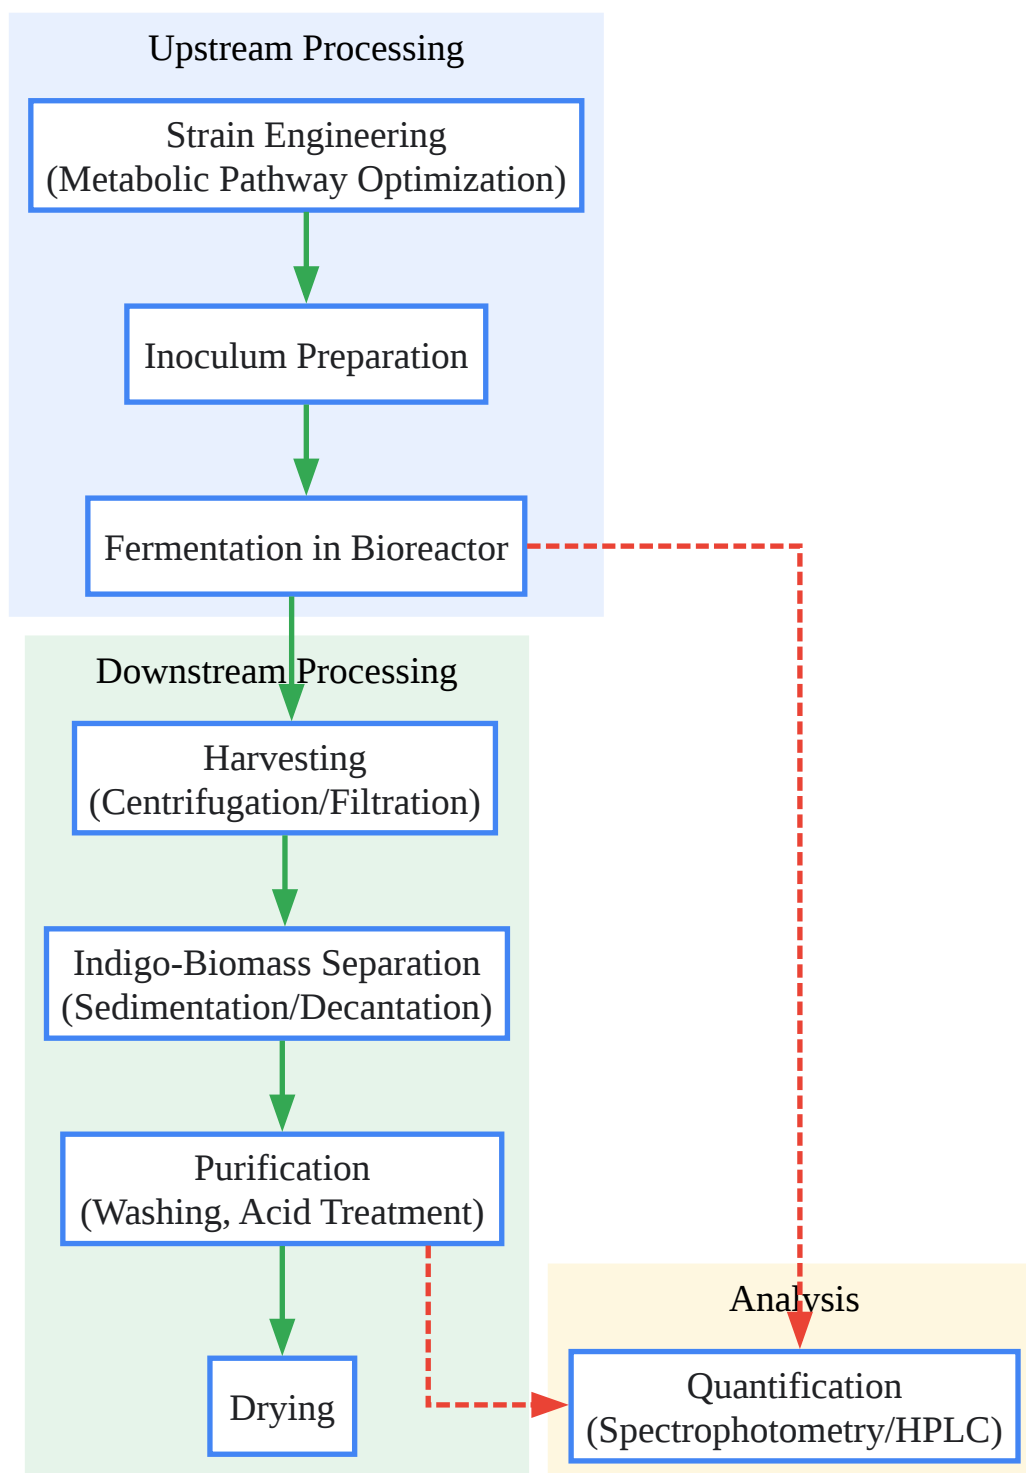 Upstream Processing
Strain Engineering
(Metabolic Pathway Optimization)
Inoculum Preparation
Fermentation in Bioreactor
Downstream Processing
Harvesting
(Centrifugation/Filtration)
Indigo-Biomass Separation
(Sedimentation/Decantation)
Purification
(Washing, Acid Treatment)
Drying
Analysis
Quantification
(Spectrophotometry/HPLC)